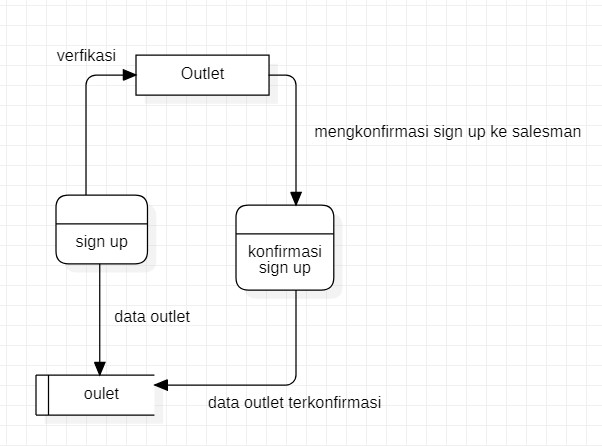 verfikasi
Outlet
mengkonfirmasi sign up ke salesman
sign up
konfirmasi
sign up
data outlet
oulet
data outlet terkonfirmasi